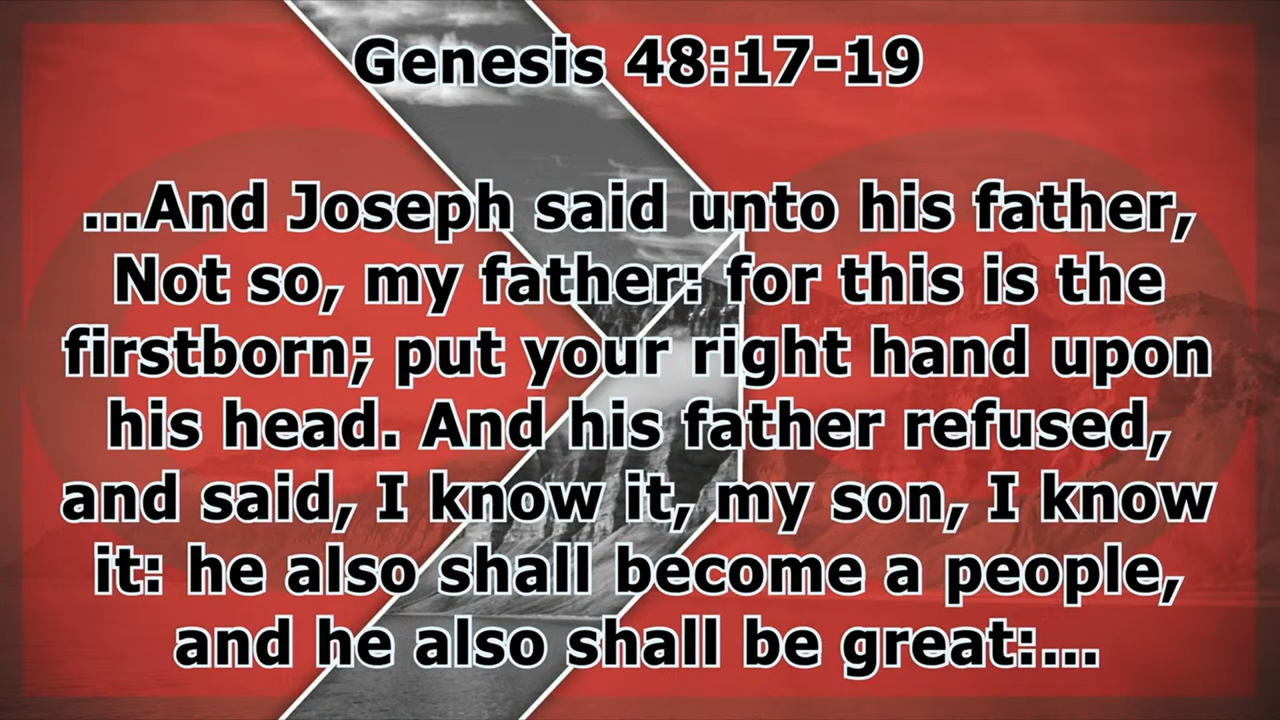 Genesis 48:17-19
...And Joseph said unto his father,
Not so, my father: for this is the
firstborn; put your right hand upon
his head. And his father refused,
and said, I know it, my son, I know
it: he also shall become a people,
and he also shall be great:...